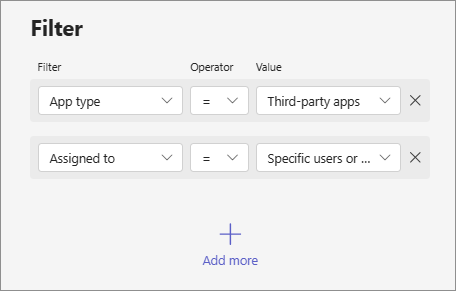 Filter
Filter Operator Value
App type = Third-party apps
Assigned to = Specific users or ...
Add more